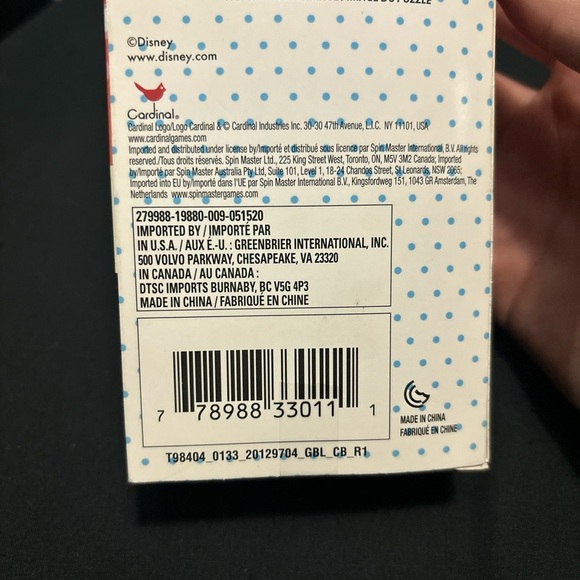 PUZZLE
©Disney
www.disney.com
Cardinal®
Cardinal Logo/Logo Cardinal & © Cardinal Industries Inc. 30-30 47th Avenue, L.I.C. NY 11101, USA
www.cardinalgames.com
Imported and distributed under license by/Importé et distribué sous licence par Spin Master International, B.V. All rights
reserved./Tous droits réservés. Spin Master Ltd., 225 King Street West, Toronto, ON, M5V 3M2 Canada; Imported
by/Importé par Spin Master Australia Pty Ltd, Suite 101, Level 1, 18-24 Chandos Street, St Leonards, NSW 2065;
Imported into EU by/Importé dans l'UE par Spin Master International B.V., Kingsfordweg 151, 1043 GR Amsterdam, The
Netherlands www.spinmastergames.com
279988-19880-009-051520
IMPORTED BY / IMPORTÉ PAR
IN U.S.A. / AUX É.-U. : GREENBRIER INTERNATIONAL, INC.
500 VOLVO PARKWAY, CHESAPEAKE, VA 23320
IN CANADA / AU CANADA :
DTSC IMPORTS BURNABY, BC V5G 4P3
MADE IN CHINA / FABRIQUÉ EN CHINE
7 78988 33011 1
MADE IN CHINA
FABRIQUÉ EN CHINE
T98404_0133_20129704_GBL_CB_R1